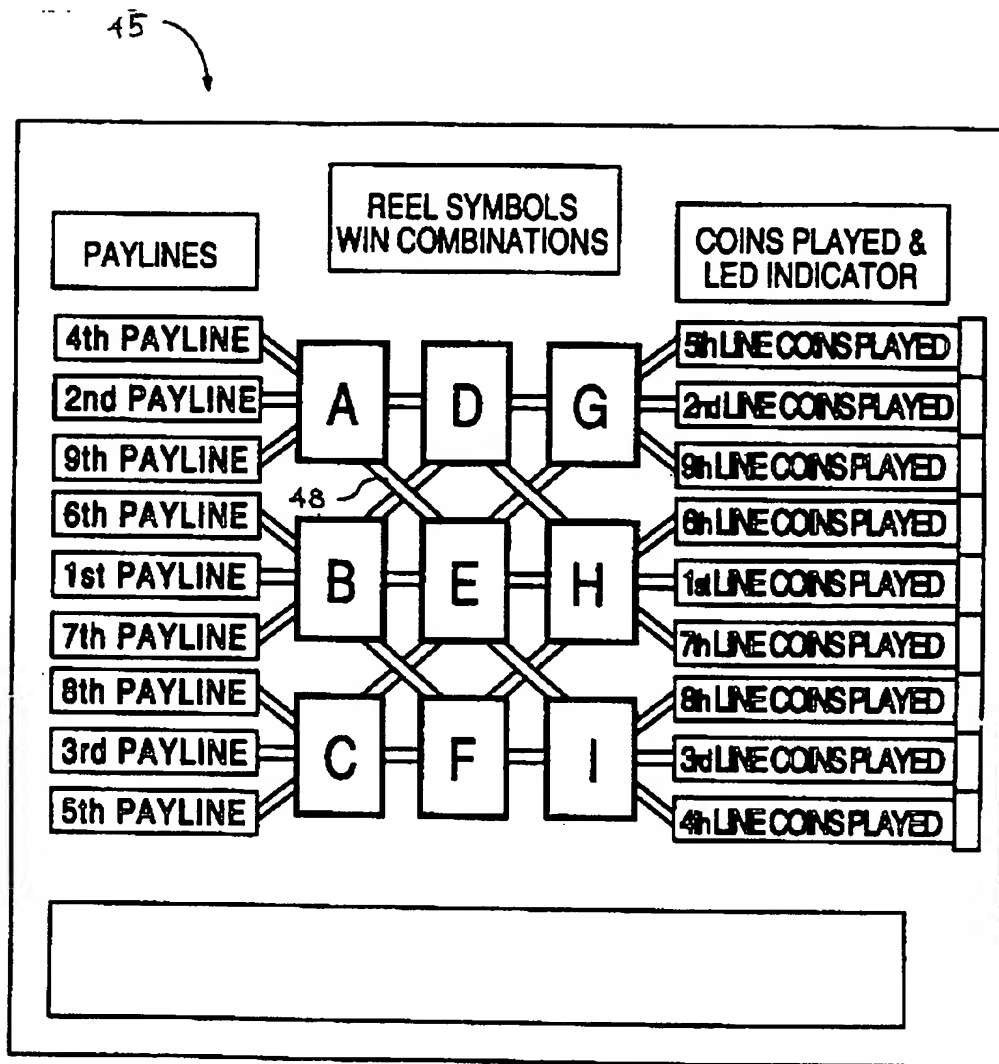 45
REEL SYMBOLS
WIN COMBINATIONS
PAYLINES
COINS PLAYED &
LED INDICATOR
4th PAYLINE
2nd PAYLINE
9th PAYLINE
6th PAYLINE
1st PAYLINE
7th PAYLINE
8th PAYLINE
3rd PAYLINE
5th PAYLINE
A D G
48
B E H
C F I
5th LINE COINS PLAYED
2nd LINE COINS PLAYED
9th LINE COINS PLAYED
6th LINE COINS PLAYED
1st LINE COINS PLAYED
7th LINE COINS PLAYED
8th LINE COINS PLAYED
3rd LINE COINS PLAYED
4th LINE COINS PLAYED